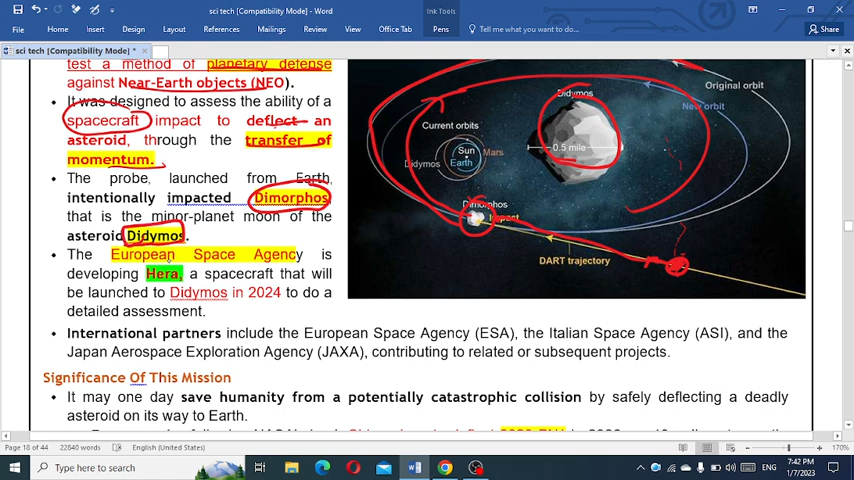 sci tech [Compatibility Mode] - Word
Ink Tools
File
Home
Insert
Design
Layout
References
Mailings
Review
View
Office Tab
Pens
Tell me what you want to do...
Share
sci tech [Compatibility Mode] *
test a method of planetary defense
against Near-Earth objects (NEO).
It was designed to assess the ability of a
spacecraft impact to deflect an
asteroid, through the transfer of
momentum.
The probe, launched from Earth,
intentionally impacted Dimorphos
that is the minor-planet moon of the
asteroid Didymos.
The European Space Agency is
developing Hera, a spacecraft that will
be launched to Didymos in 2024 to do a
detailed assessment.
Original orbit
New orbit
Didymos
0.5 mile
Current orbits
Sun
Mars
Earth
Didymos
Dimorphos
Impact
DART trajectory
International partners include the European Space Agency (ESA), the Italian Space Agency (ASI), and the
Japan Aerospace Exploration Agency (JAXA), contributing to related or subsequent projects.
Significance Of This Mission
It may one day save humanity from a potentially catastrophic collision by safely deflecting a deadly
asteroid on its way to Earth.
Page 18 of 44
22840 words
English (United States)
170%
Type here to search
ENG
7:42 PM
1/7/2023